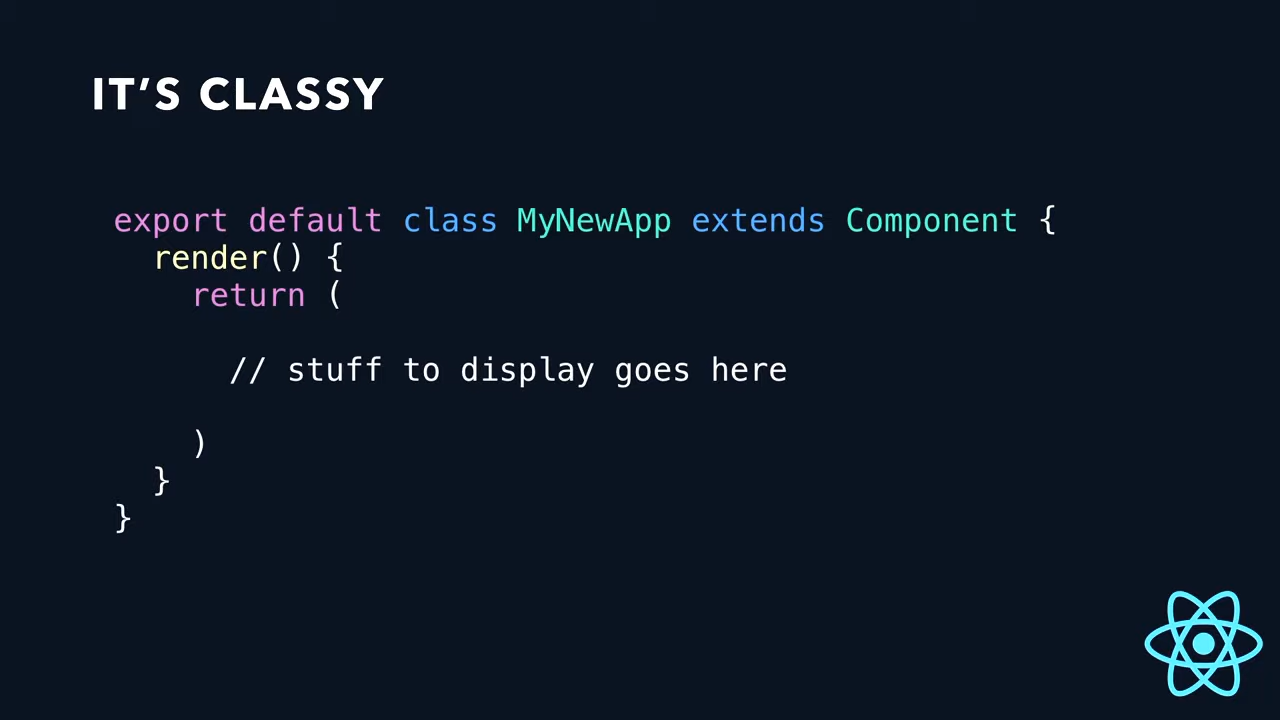 IT’S CLASSY
export default class MyNewApp extends Component {
  render() {
    return (
      // stuff to display goes here
    )
  }
}